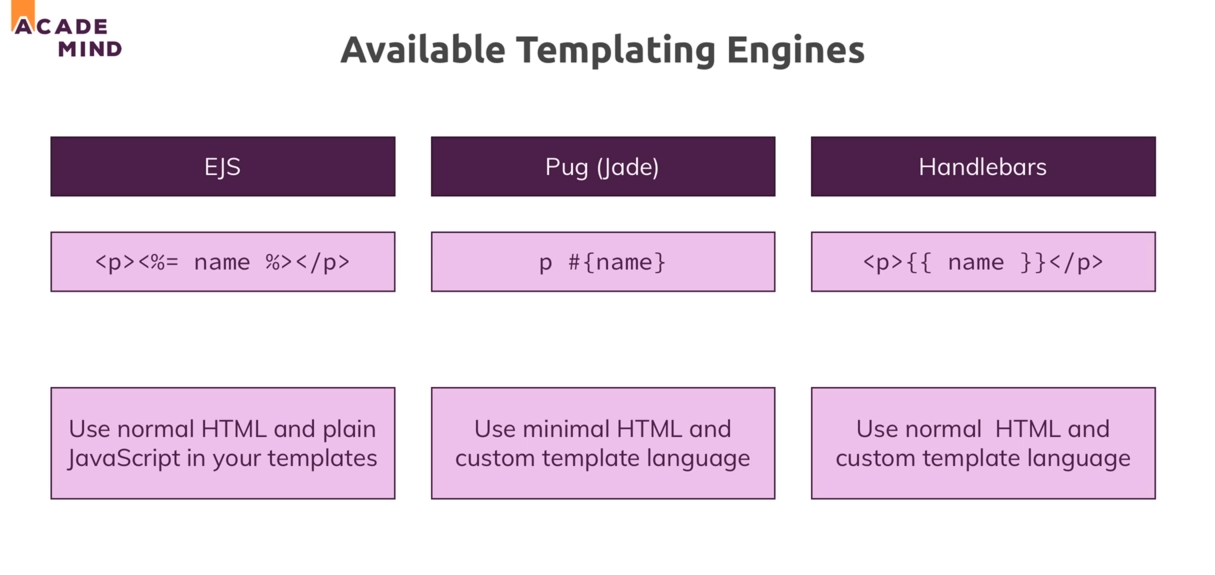 ACADE
MIND
Available Templating Engines
EJS
Pug (Jade)
Handlebars
<p><%= name %></p>
p #{name}
<p>{{ name }}</p>
Use normal HTML and plain
JavaScript in your templates
Use minimal HTML and
custom template language
Use normal  HTML and
custom template language